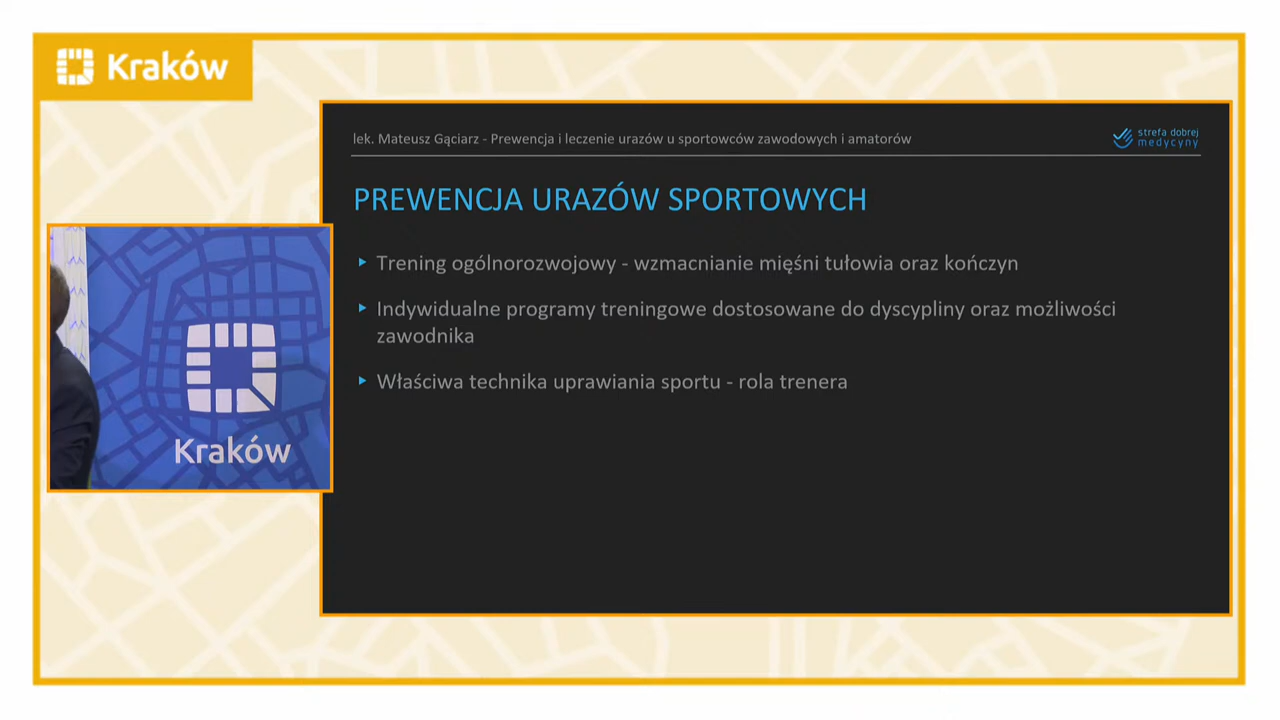 Kraków
lek. Mateusz Gąciarz - Prewencja i leczenie urazów u sportowców zawodowych i amatorów
strefa dobrej
medycyny
PREWENCJA URAZÓW SPORTOWYCH
Trening ogólnorozwojowy - wzmacnianie mięśni tułowia oraz kończyn
Indywidualne programy treningowe dostosowane do dyscypliny oraz możliwości
zawodnika
Właściwa technika uprawiania sportu - rola trenera
Kraków